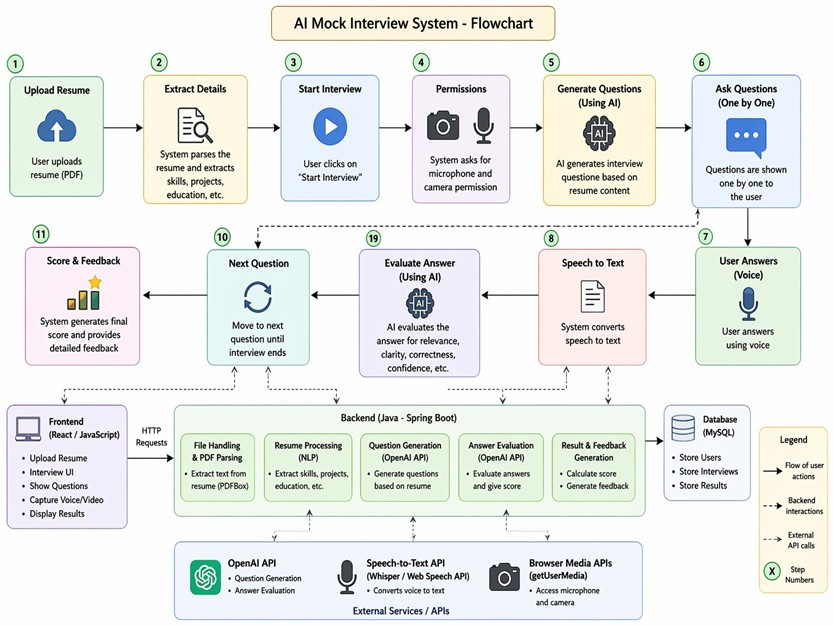 AI Mock Interview System - Flowchart
1
Upload Resume
User uploads
resume (PDF)
2
Extract Details
System parses the
resume and extracts
skills, projects,
education, etc.
3
Start Interview
User clicks on
"Start Interview"
4
Permissions
System asks for
microphone and
camera permission
5
Generate Questions
(Using AI)
AI
AI generates interview
questione based on
resume content
6
Ask Questions
(One by One)
Questions are shown
one by one to
the user
11
Score & Feedback
System generates final
score and provides
detailed feedback
10
Next Question
Move to next
question until
interview ends
19
Evaluate Answer
(Using AI)
AI
AI evaluates the
answer for relevance,
clarity, correctness,
confidence, etc.
8
Speech to Text
System converts
speech to text
7
User Answers
(Voice)
User answers
using voice
Frontend
(React / JavaScript)
• Upload Resume
• Interview UI
• Show Questions
• Capture Voice/Video
• Display Results
HTTP
Requests
Backend (Java - Spring Boot)
File Handling
& PDF Parsing
• Extract text from
resume (PDFBox)
Resume Processing
(NLP)
• Extract skills, projects,
education, etc.
Question Generation
(OpenAI API)
• Generate questions
based on resume
Answer Evaluation
(OpenAI API)
• Evaluate answers
and give score
Result & Feedback
Generation
• Calculate score
• Generate feedback
Database
(MySQL)
• Store Users
• Store Interviews
• Store Results
Legend
Flow of user
actions
Backend
interactions
External
API calls
X
Step
Numbers
OpenAI API
• Question Generation
• Answer Evaluation
Speech-to-Text API
(Whisper / Web Speech API)
• Converts voice to text
Browser Media APIs
(getUserMedia)
• Access microphone
and camera
External Services / APIs